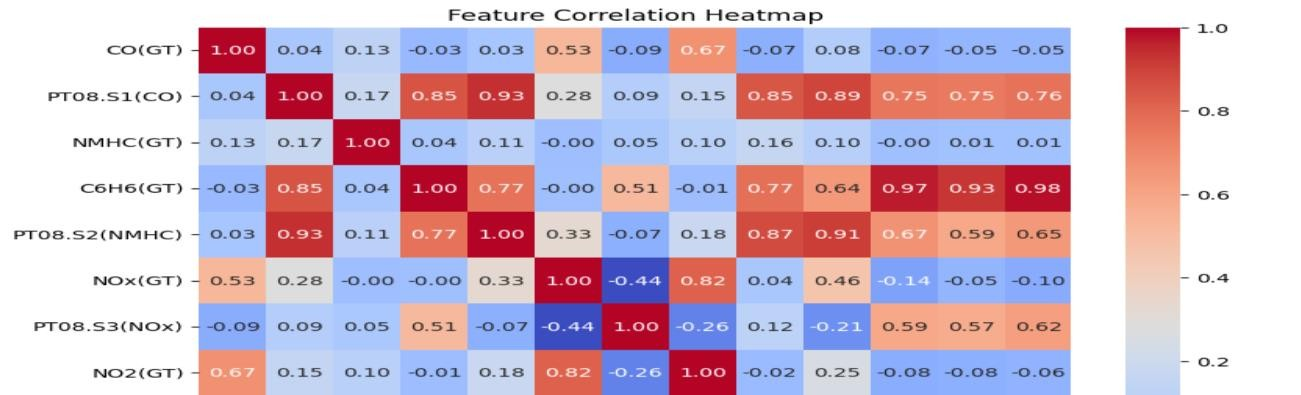 Feature Correlation Heatmap
CO(GT) 1.00 0.04 0.13 -0.03 0.03 0.53 -0.09 0.67 -0.07 0.08 -0.07 -0.05 -0.05
PT08.S1(CO) 0.04 1.00 0.17 0.85 0.93 0.28 0.09 0.15 0.85 0.89 0.75 0.75 0.76
NMHC(GT) 0.13 0.17 1.00 0.04 0.11 -0.00 0.05 0.10 0.16 0.10 -0.00 0.01 0.01
C6H6(GT) -0.03 0.85 0.04 1.00 0.77 -0.00 0.51 -0.01 0.77 0.64 0.97 0.93 0.98
PT08.S2(NMHC) 0.03 0.93 0.11 0.77 1.00 0.33 -0.07 0.18 0.87 0.91 0.67 0.59 0.65
NOx(GT) 0.53 0.28 -0.00 -0.00 0.33 1.00 -0.44 0.82 0.04 0.46 -0.14 -0.05 -0.10
PT08.S3(NOx) -0.09 0.09 0.05 0.51 -0.07 -0.44 1.00 -0.26 0.12 -0.21 0.59 0.57 0.62
NO2(GT) 0.67 0.15 0.10 -0.01 0.18 0.82 -0.26 1.00 -0.02 0.25 -0.08 -0.08 -0.06
1.0
0.8
0.6
0.4
0.2